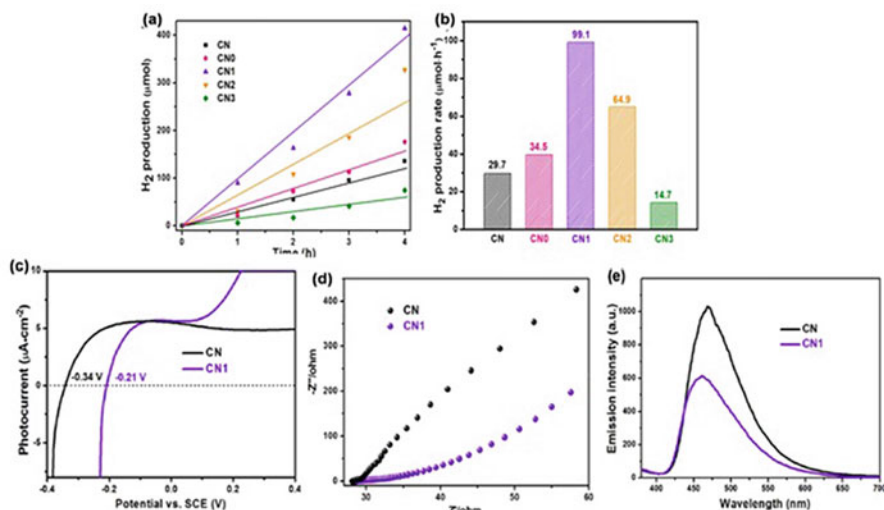 (a)
H2 production (μmol)
400
300
200
100
0
CN
CN0
CN1
CN2
CN3
0 1 2 3 4
Time (h)
(b)
H2 production rate (μmol·h-1)
100
80
60
40
20
0
29.7
34.5
99.1
64.9
14.7
CN CN0 CN1 CN2 CN3
(c)
Photocurrent (μA-cm-2)
10
5
0
-5
CN
CN1
-0.34 V
-0.21 V
-0.4 -0.2 0.0 0.2 0.4
Potential vs. SCE (V)
(d)
-Z''/ohm
400
200
0
CN
CN1
30 40 50 60
(e)
Emission intensity (a.u.)
1000
800
600
400
200
0
CN
CN1
400 450 500 550 600 650 700
Wavelength (nm)